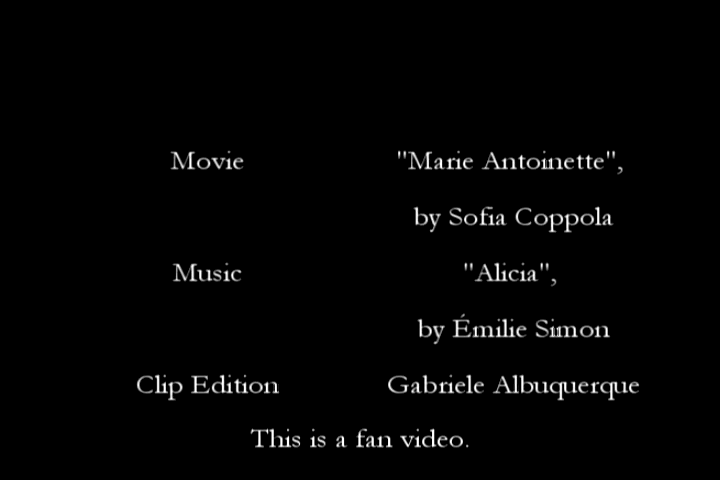 Movie "Marie Antoinette",
by Sofia Coppola
Music "Alicia",
by Émilie Simon
Clip Edition Gabriele Albuquerque
This is a fan video.